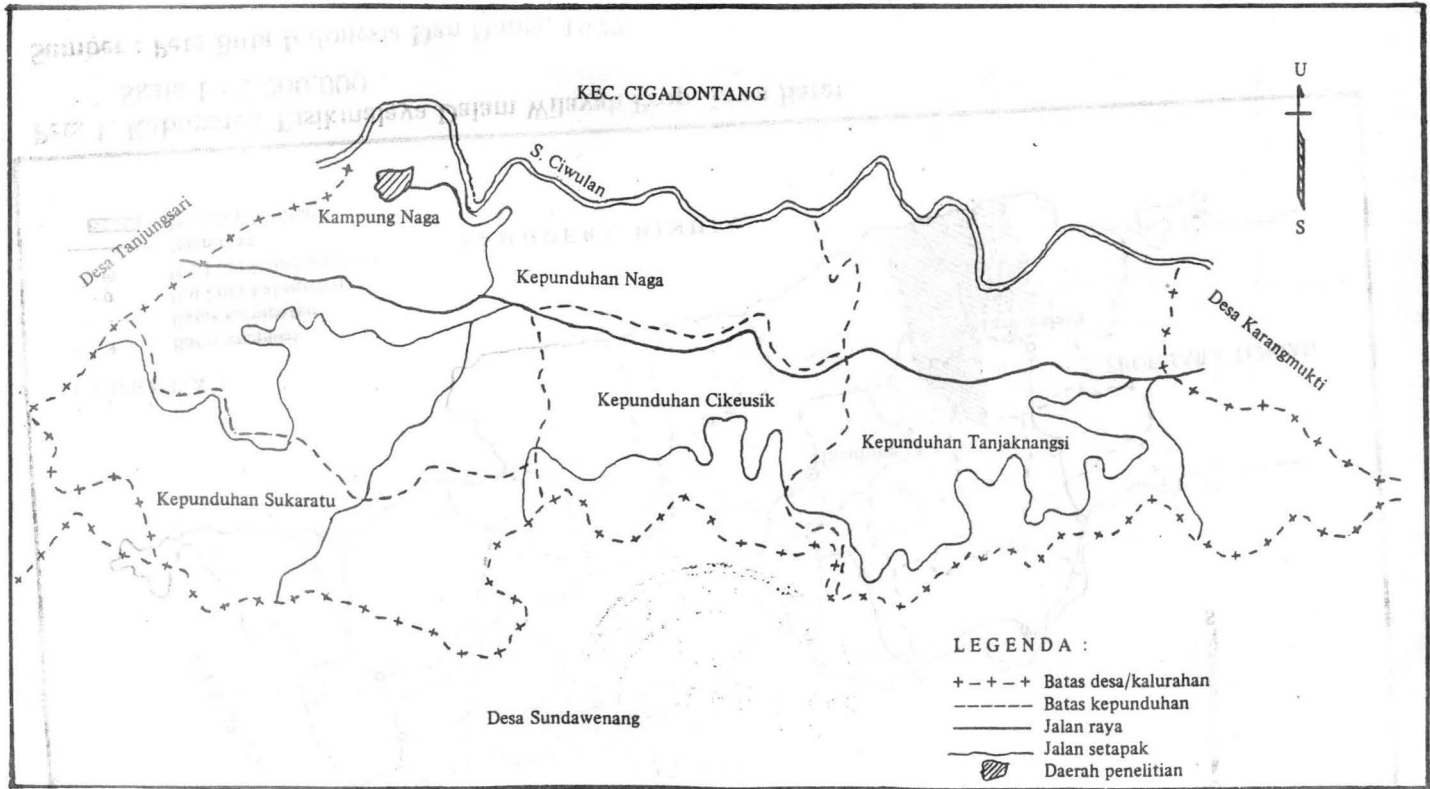 KEC. CIGALONTANG
U
S
S. Ciwulan
Kampung Naga
Desa Tanjungsari
Kepunduhan Naga
Desa Karangmukti
Kepunduhan Cikeusik
Kepunduhan Tanjaknangsi
Kepunduhan Sukaratu
Desa Sundawenang
LEGENDA :
+ – + – + Batas desa/kalurahan
Batas kepunduhan
Jalan raya
Jalan setapak
Daerah penelitian